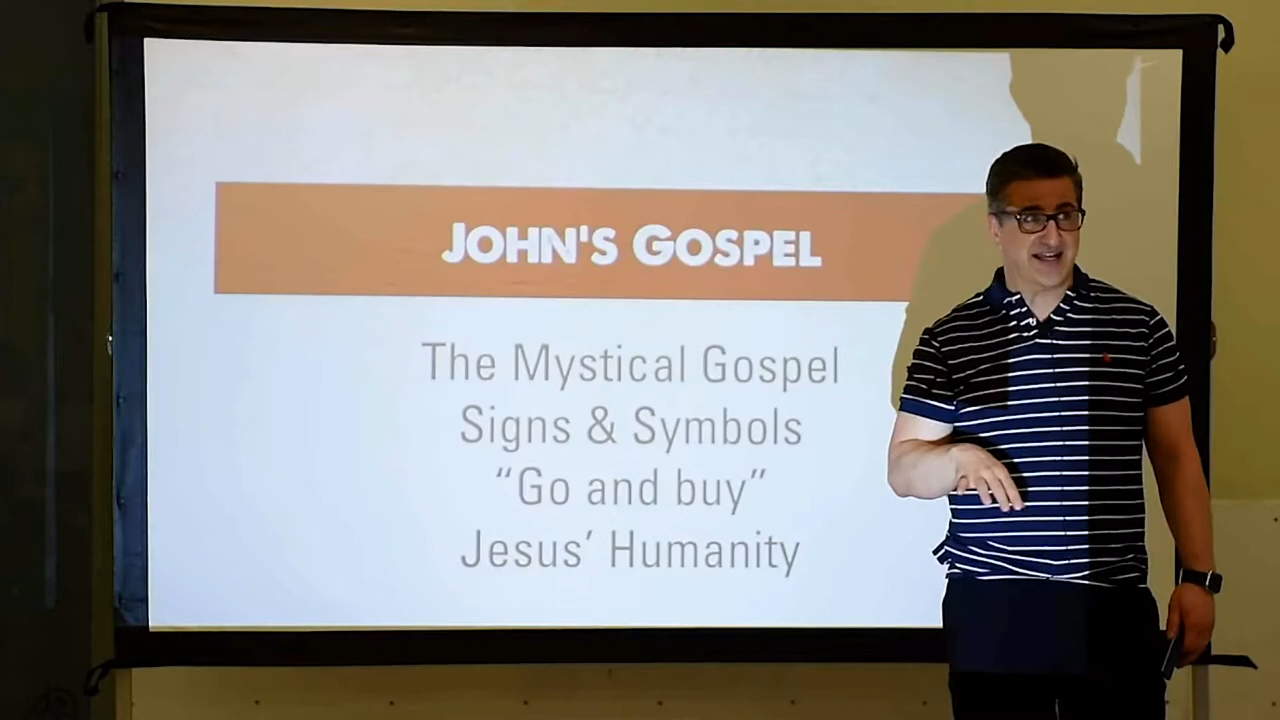 JOHN'S GOSPEL
The Mystical Gospel
Signs & Symbols
“Go and buy”
Jesus’ Humanity